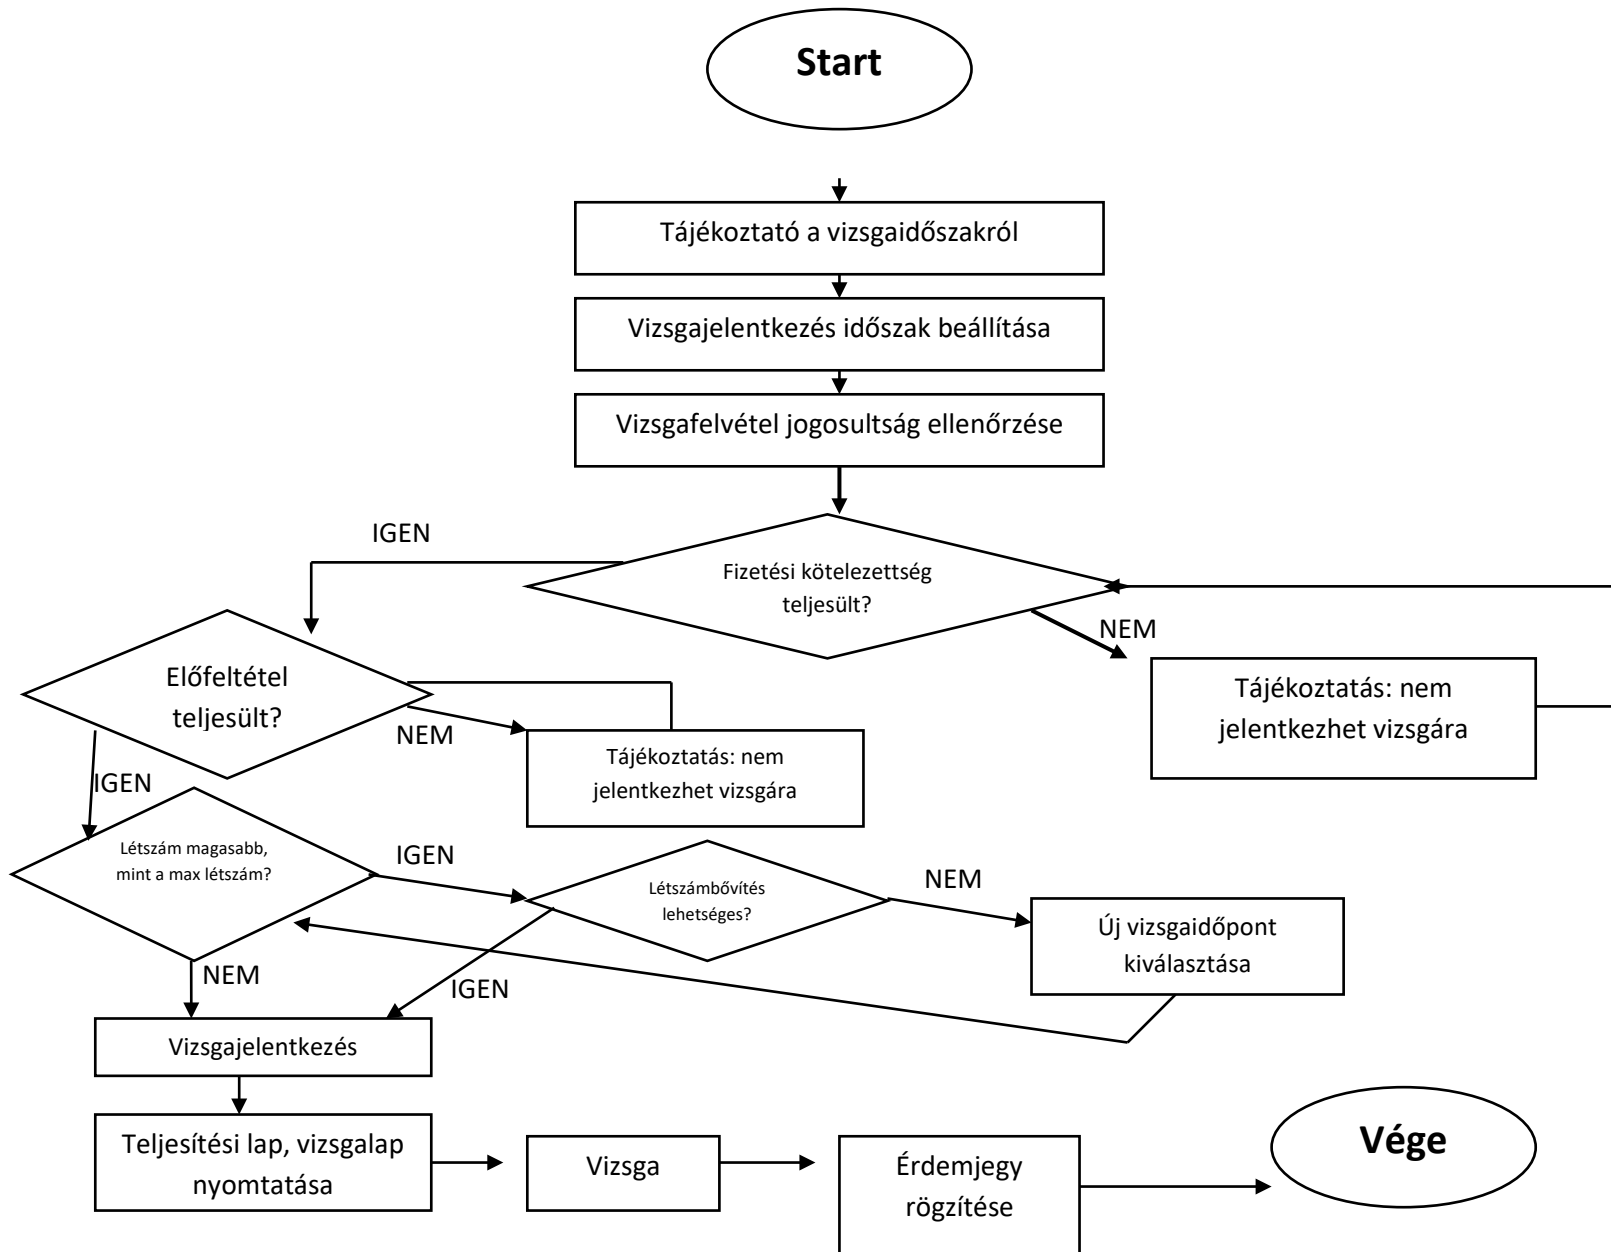 Start
Tájékoztató a vizsgaidőszakról
Vizsgajelentkezés időszak beállítása
Vizsgafelvétel jogosultság ellenőrzése
IGEN
Fizetési kötelezettség
teljesült?
NEM
Tájékoztatás: nem
jelentkezhet vizsgára
Előfeltétel
teljesült?
NEM
Tájékoztatás: nem
jelentkezhet vizsgára
IGEN
Létszám magasabb,
mint a max létszám?
IGEN
Létszámbővítés
lehetséges?
NEM
Új vizsgaidőpont
kiválasztása
NEM
IGEN
Vizsgajelentkezés
Teljesítési lap, vizsgalap
nyomtatása
Vizsga
Érdemjegy
rögzítése
Vége